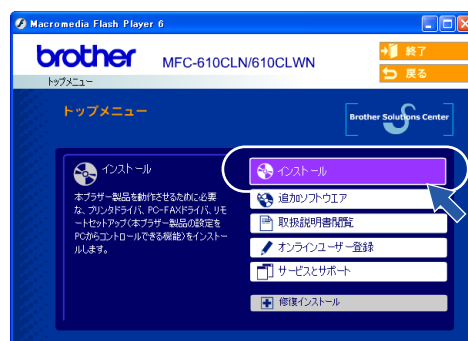 Macromedia Flash Player 6
brother
MFC-610CLN/610CLWN
終了
戻る
トップメニュー
トップメニュー
Brother Solutions Center
インストール
本ブラザー製品を動作させるために必要
な、プリンタドライバ、PC-FAXドライバ、リモ
ートセットアップ(本ブラザー製品の設定を
PCからコントロールできる機能)をインストー
ルします。
インストール
追加ソフトウエア
取扱説明書閲覧
オンラインユーザー登録
サービスとサポート
修復インストール